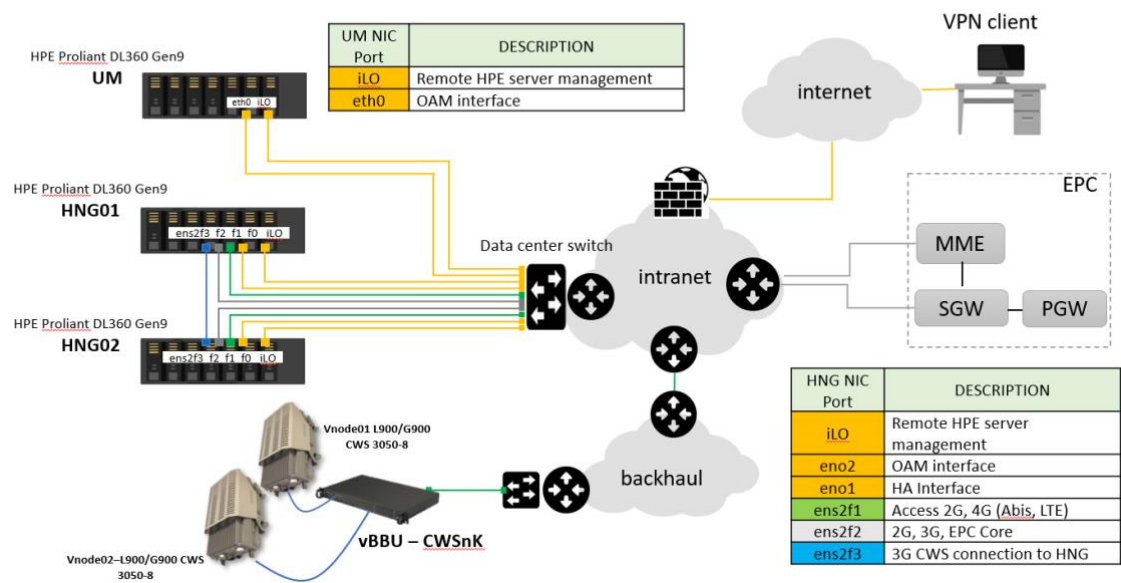 VPN client
HPE Proliant DL360 Gen9
UM
UM NIC Port DESCRIPTION
iLO Remote HPE server management
eth0 OAM interface
eth0 iLO
internet
HPE Proliant DL360 Gen9
HNG01
ens2f3 f2 f1 f0 iLO
Data center switch
intranet
EPC
MME
SGW PGW
HPE Proliant DL360 Gen9
HNG02
ens2f3 f2 f1 f0 iLO
HNG NIC
Port
DESCRIPTION
iLO
Remote HPE server
management
eno2 OAM interface
eno1 HA Interface
ens2f1 Access 2G, 4G (Abis, LTE)
ens2f2 2G, 3G, EPC Core
ens2f3 3G CWS connection to HNG
Vnode01 L900/G900
CWS 3050-8
backhaul
vBBU – CWSnK
Vnode02–L900/G900 CWS
3050-8